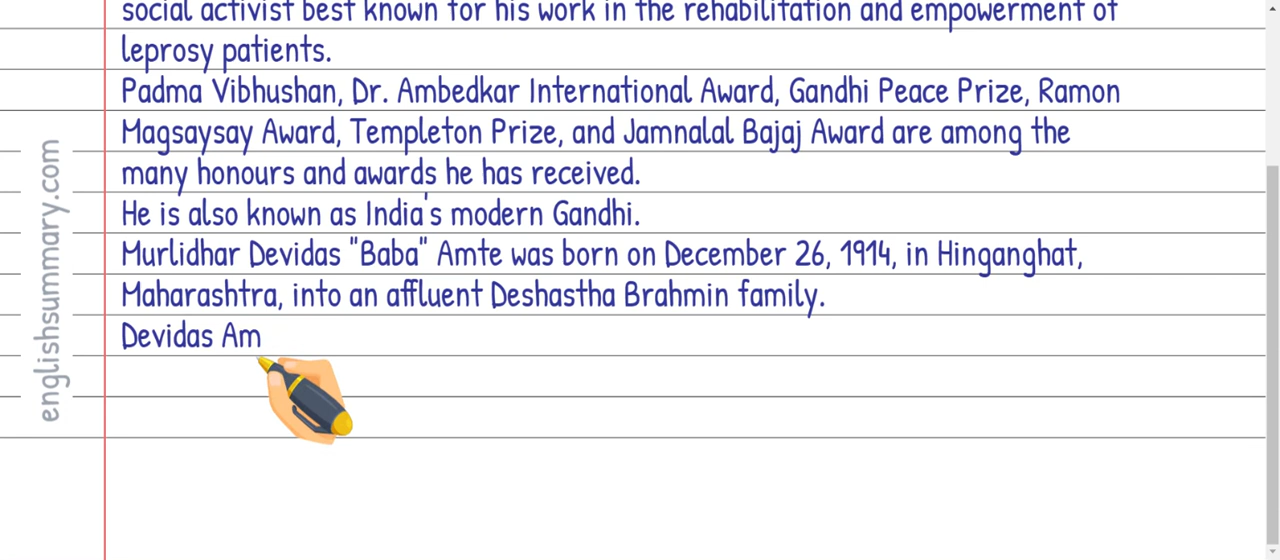 social activist best known for his work in the rehabilitation and empowerment of
leprosy patients.
Padma Vibhushan, Dr. Ambedkar International Award, Gandhi Peace Prize, Ramon
Magsaysay Award, Templeton Prize, and Jamnalal Bajaj Award are among the
many honours and awards he has received.
He is also known as India's modern Gandhi.
Murlidhar Devidas "Baba" Amte was born on December 26, 1914, in Hinganghat,
Maharashtra, into an affluent Deshastha Brahmin family.
Devidas Am
englishsummary.com